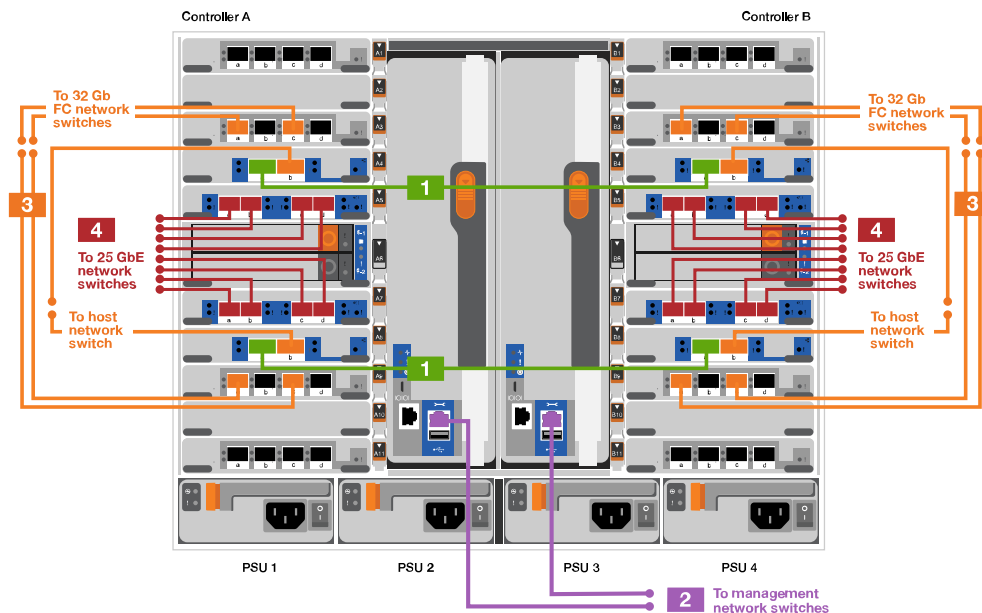 Controller A
Controller B
A1
B1
a b c d
a b c d
A2
B2
To 32 Gb
FC network
switches
To 32 Gb
FC network
switches
A3
B3
a b c d
a b c d
A4
B4
b
b
1
3
3
A5
B5
4
4
To 25 GbE
network
switches
To 25 GbE
network
switches
A6
B6
A7
B7
a b c d
a b c d
To host
network
switch
To host
network
switch
A8
B8
b
b
1
A9
B9
a b c d
a b c d
A10
B10
A11
B11
a b c d
a b c d
PSU 1
PSU 2
PSU 3
PSU 4
2
To management
network switches